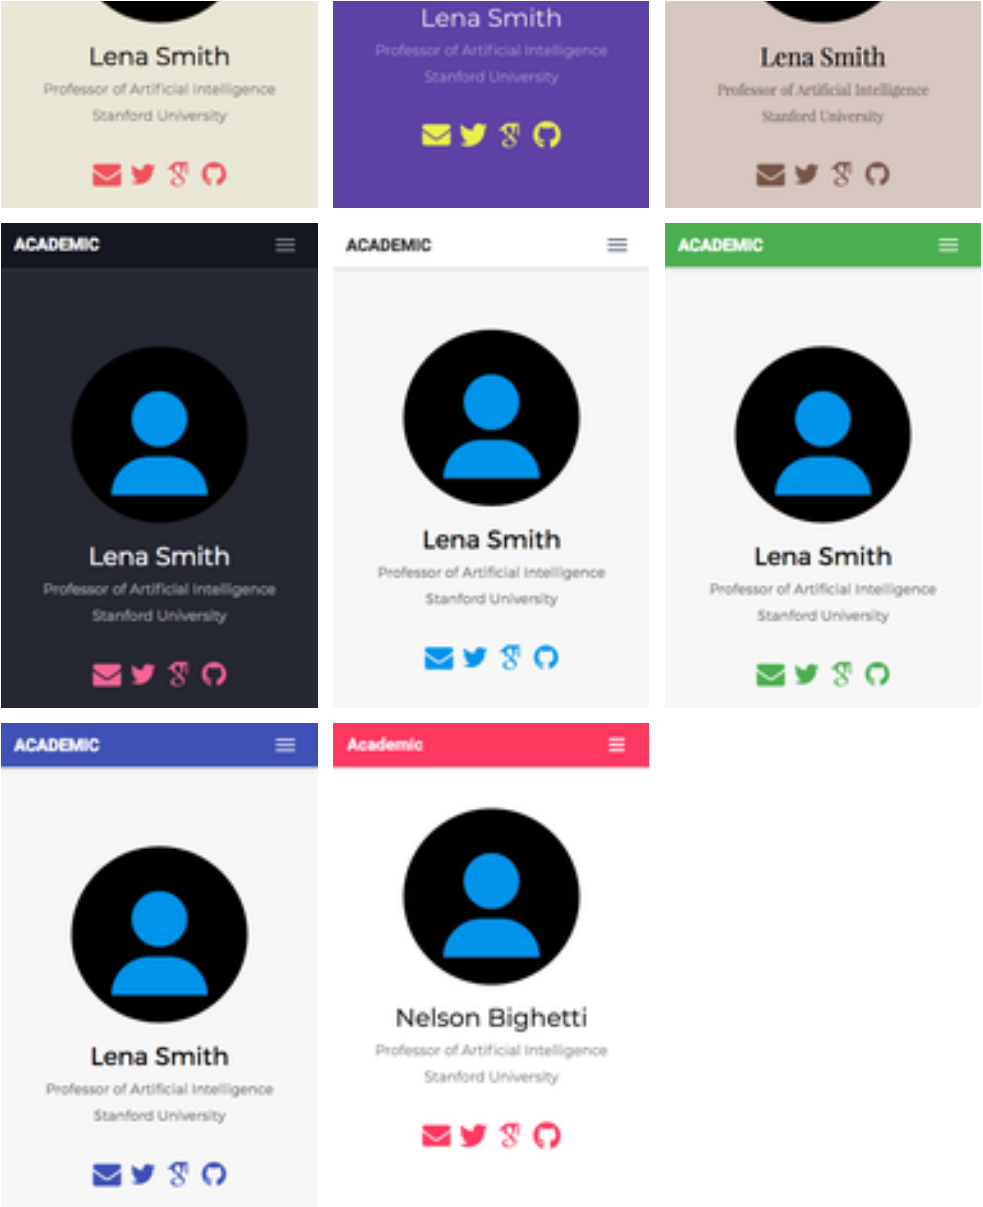 Lena Smith
Professor of Artificial Intelligence
Stanford University
Lena Smith
Professor of Artificial Intelligence
Stanford University
Lena Smith
Professor of Artificial Intelligence
Stanford University
ACADEMIC
Lena Smith
Professor of Artificial Intelligence
Stanford University
ACADEMIC
Lena Smith
Professor of Artificial Intelligence
Stanford University
ACADEMIC
Lena Smith
Professor of Artificial Intelligence
Stanford University
ACADEMIC
Lena Smith
Professor of Artificial Intelligence
Stanford University
Academic
Nelson Bighetti
Professor of Artificial Intelligence
Stanford University